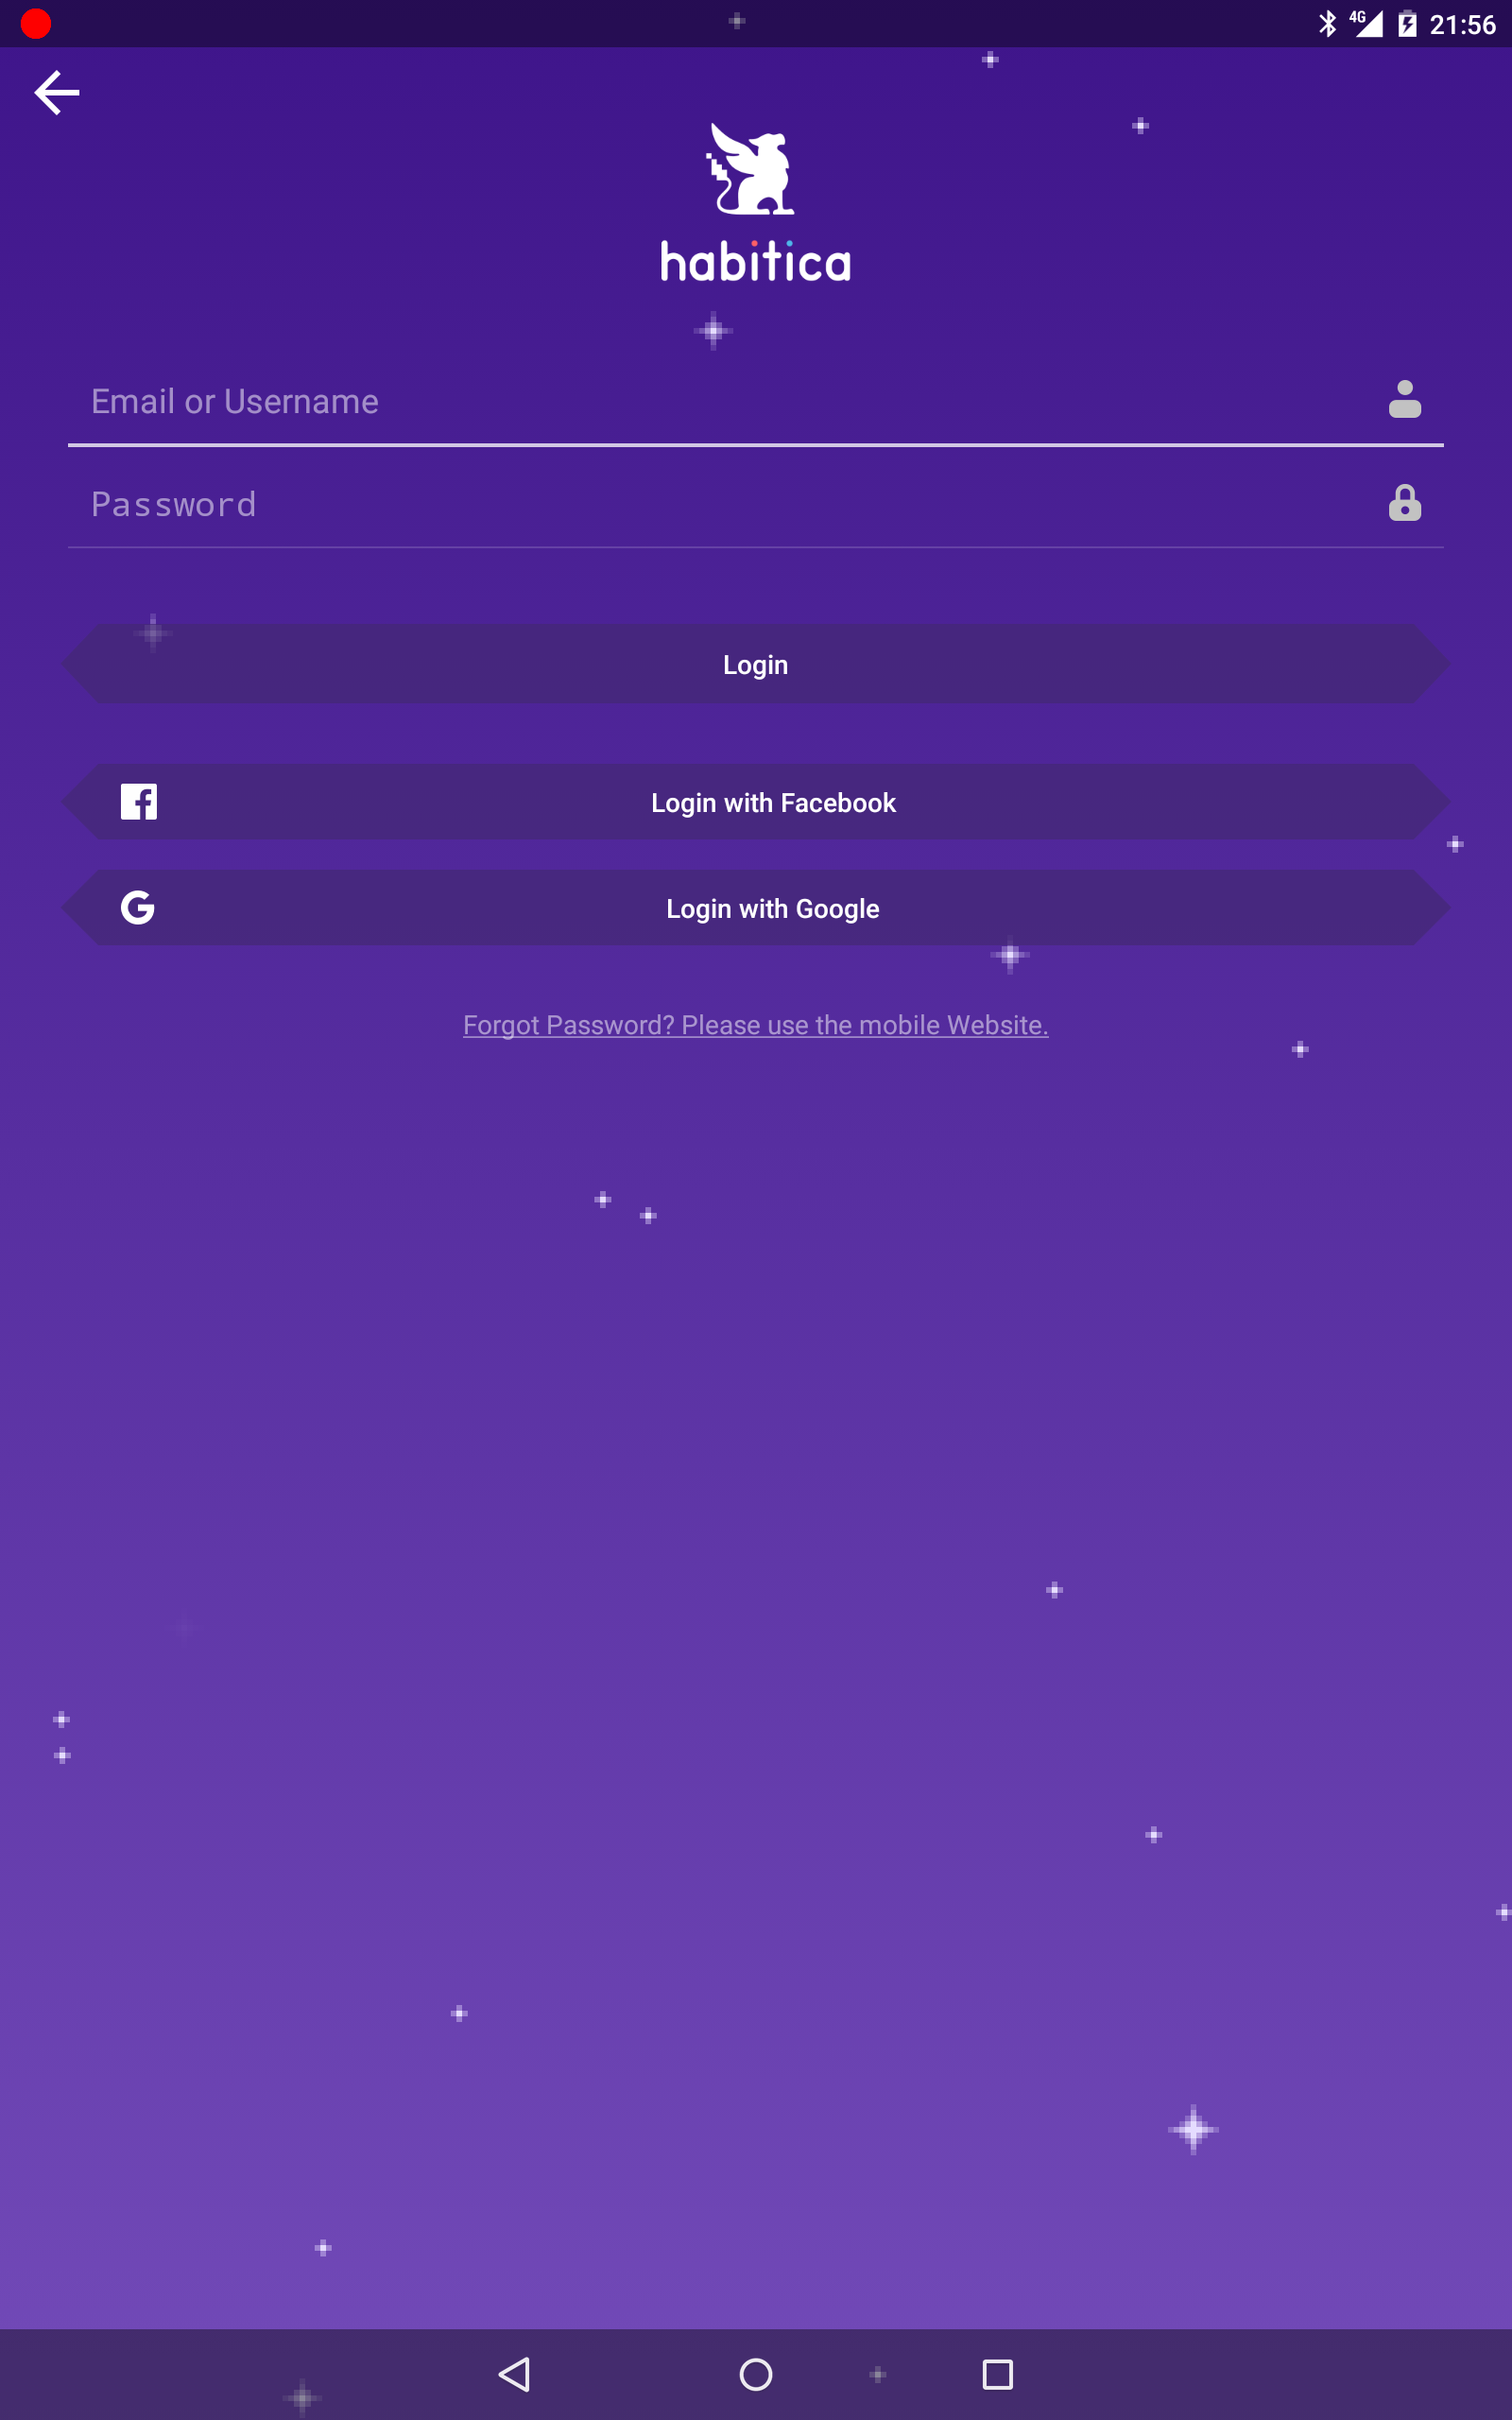 4G 21:56
habitica
Email or Username
Password
Login
Login with Facebook
Login with Google
Forgot Password? Please use the mobile Website.